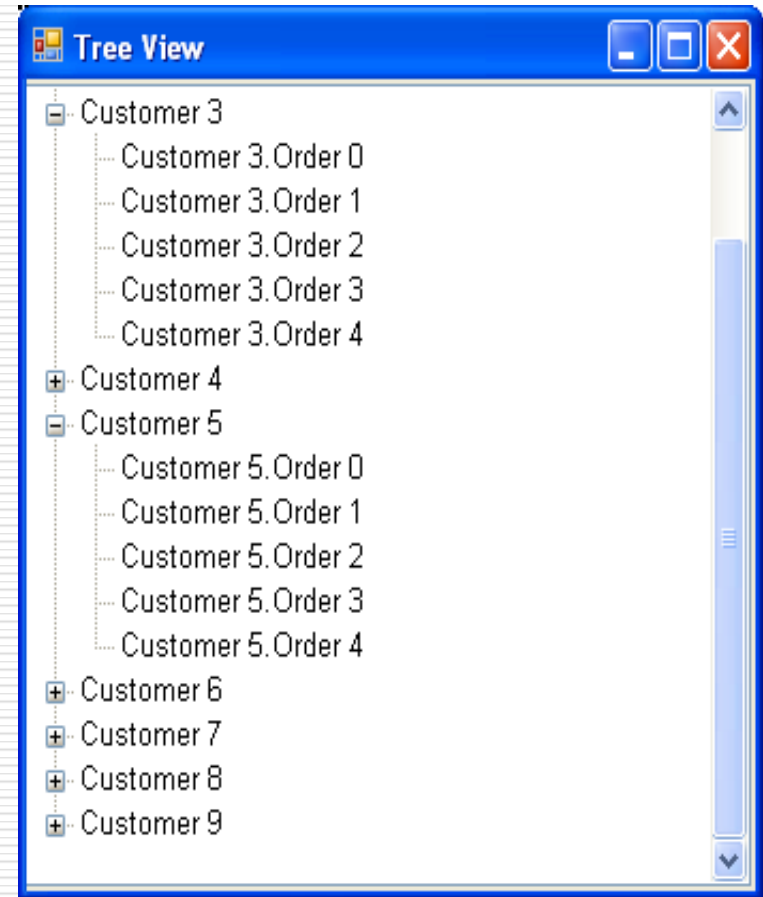 Tree View
Customer 3
Customer 3.Order 0
Customer 3.Order 1
Customer 3.Order 2
Customer 3.Order 3
Customer 3.Order 4
Customer 4
Customer 5
Customer 5.Order 0
Customer 5.Order 1
Customer 5.Order 2
Customer 5.Order 3
Customer 5.Order 4
Customer 6
Customer 7
Customer 8
Customer 9